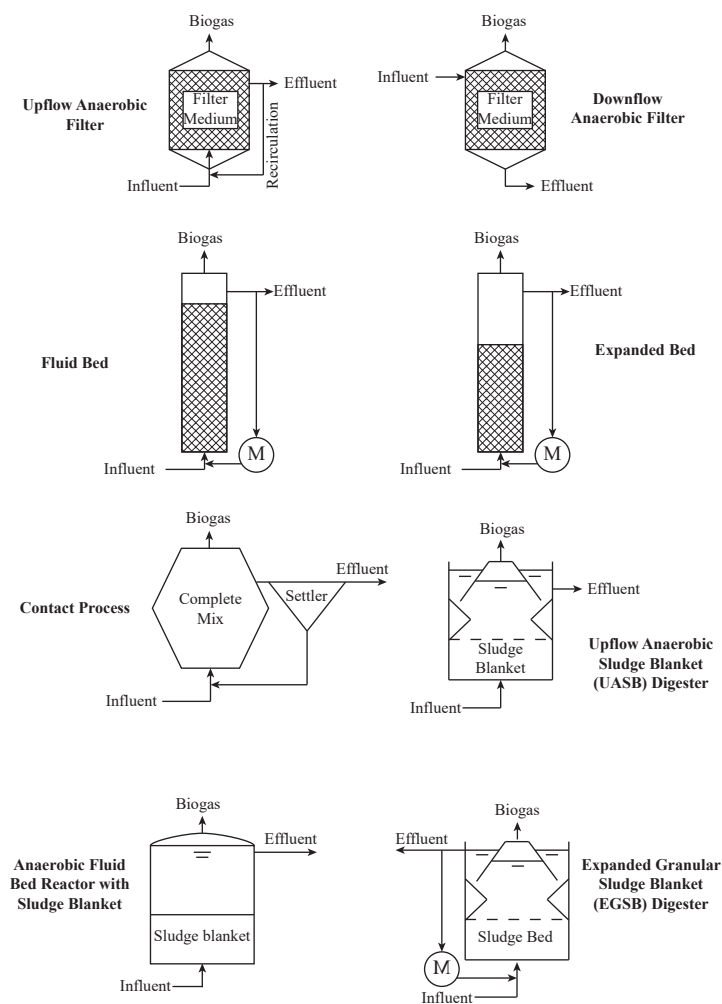 Biogas
Effluent
Upflow Anaerobic
Filter
Filter
Medium
Recirculation
Influent
Biogas
Influent
Filter
Medium
Downflow
Anaerobic Filter
Effluent
Biogas
Effluent
Fluid Bed
M
Influent
Biogas
Effluent
Expanded Bed
M
Influent
Biogas
Effluent
Contact Process
Complete
Mix
Settler
Influent
Biogas
Effluent
Sludge
Blanket
Upflow Anaerobic
Sludge Blanket
(UASB) Digester
Influent
Biogas
Effluent
Anaerobic Fluid
Bed Reactor with
Sludge Blanket
Sludge blanket
Influent
Biogas
Effluent
Expanded Granular
Sludge Blanket
(EGSB) Digester
Sludge Bed
M
Influent